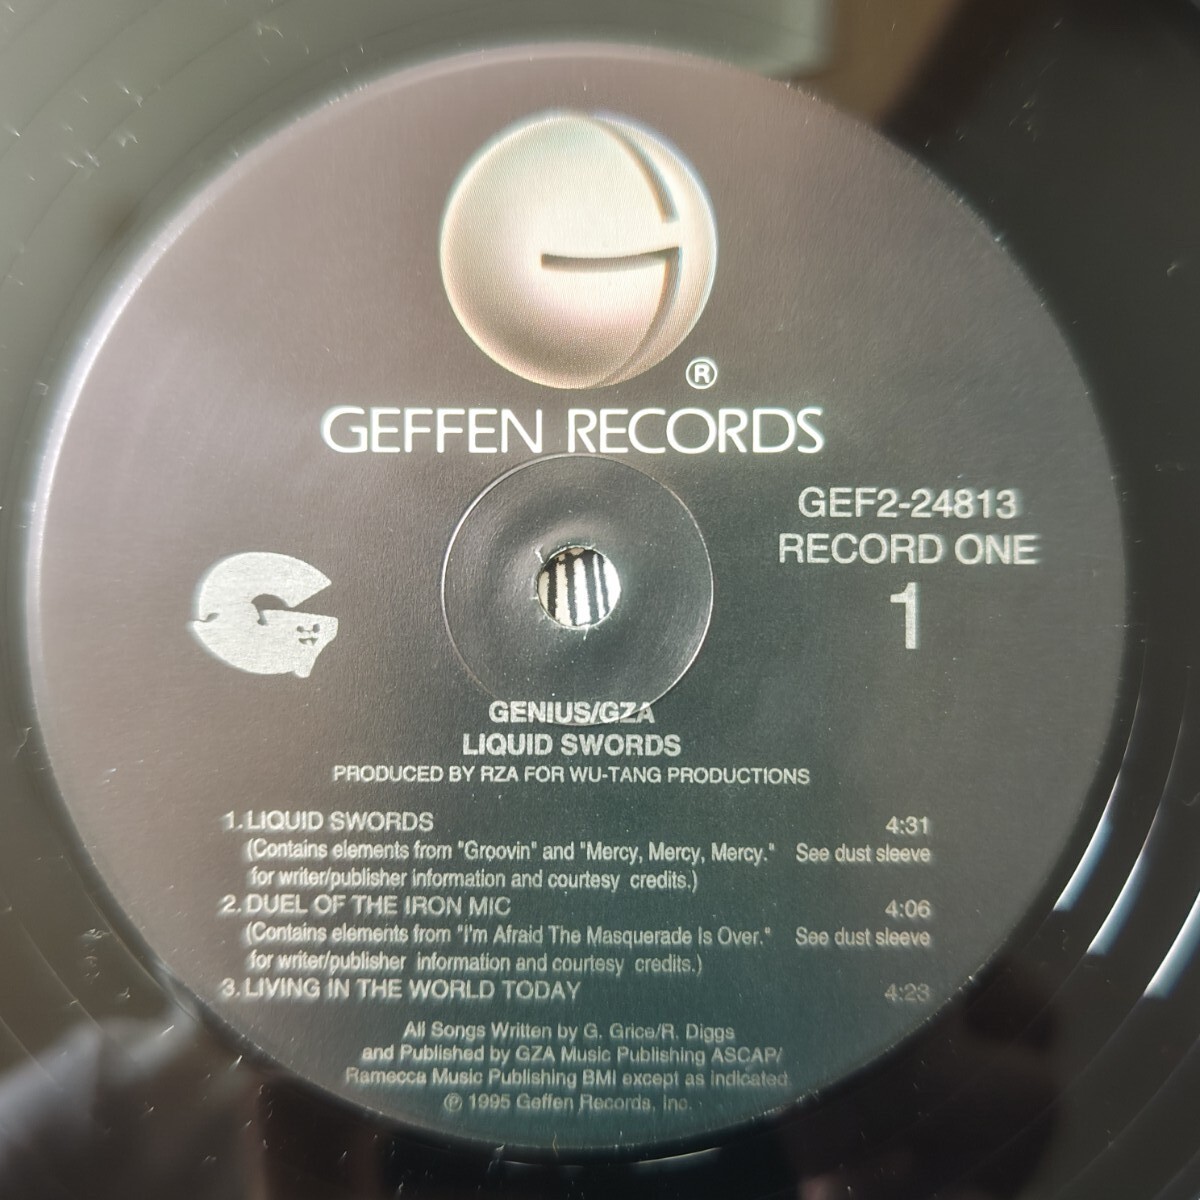 ®
GEFFEN RECORDS
GEF2-24813
RECORD ONE
1
GENIUS/GZA
LIQUID SWORDS
PRODUCED BY RZA FOR WU-TANG PRODUCTIONS
1. LIQUID SWORDS 4:31
(Contains elements from "Groovin" and "Mercy, Mercy, Mercy." See dust sleeve
for writer/publisher information and courtesy credits.)
2. DUEL OF THE IRON MIC 4:06
(Contains elements from "I'm Afraid The Masquerade Is Over." See dust sleeve
for writer/publisher information and courtesy credits.)
3. LIVING IN THE WORLD TODAY 4:23
All Songs Written by G. Grice/R. Diggs
and Published by GZA Music Publishing ASCAP/
Ramecca Music Publishing BMI except as indicated.
℗ 1995 Geffen Records, Inc.